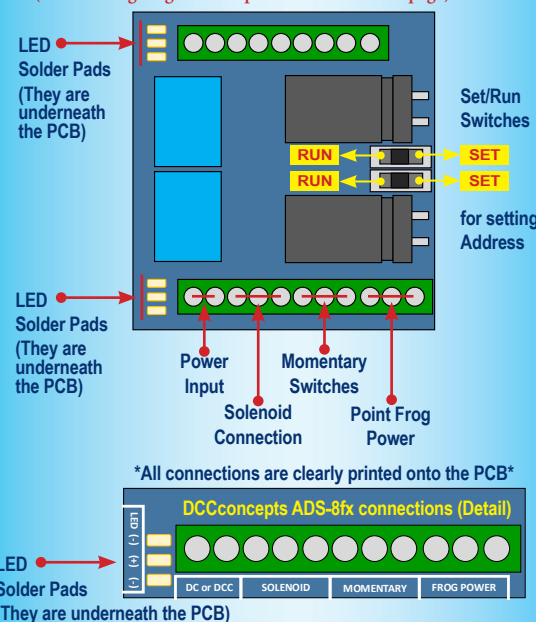 LED
Solder Pads
(They are
underneath
the PCB)
Set/Run
Switches
RUN
SET
RUN
SET
for setting
Address
LED
Solder Pads
(They are
underneath
the PCB)
Power
Input
Momentary
Switches
Solenoid
Connection
Point Frog
Power
*All connections are clearly printed onto the PCB*
DCCconcepts ADS-8fx connections (Detail)
LED (-) (+) (-)
LED
Solder Pads
(They are underneath the PCB)
DC or DCC
SOLENOID
MOMENTARY
FROG POWER